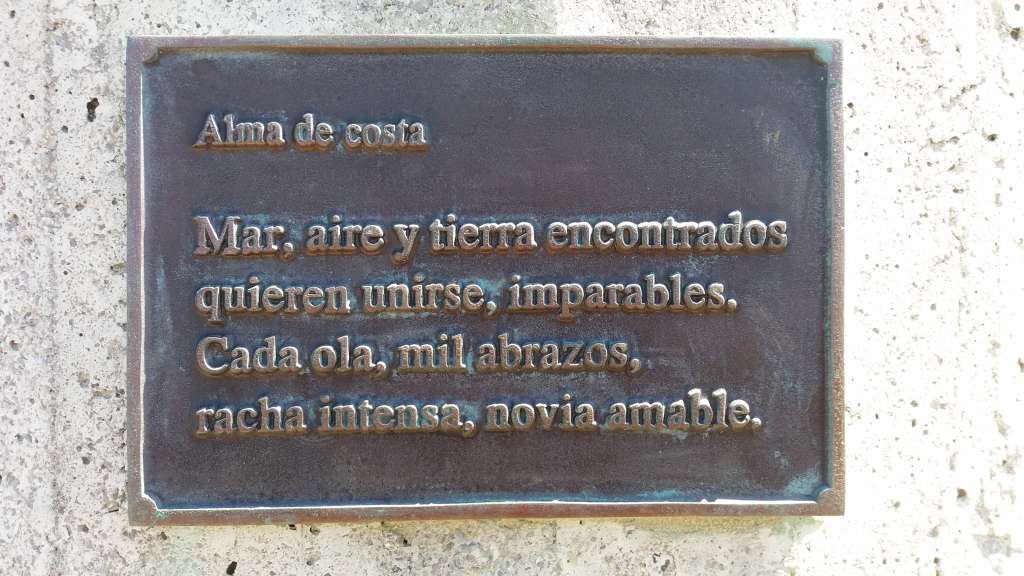 Alma de costa
Mar, aire y tierra encontrados
quieren unirse, imparables.
Cada ola, mil abrazos,
racha intensa, novia amable.